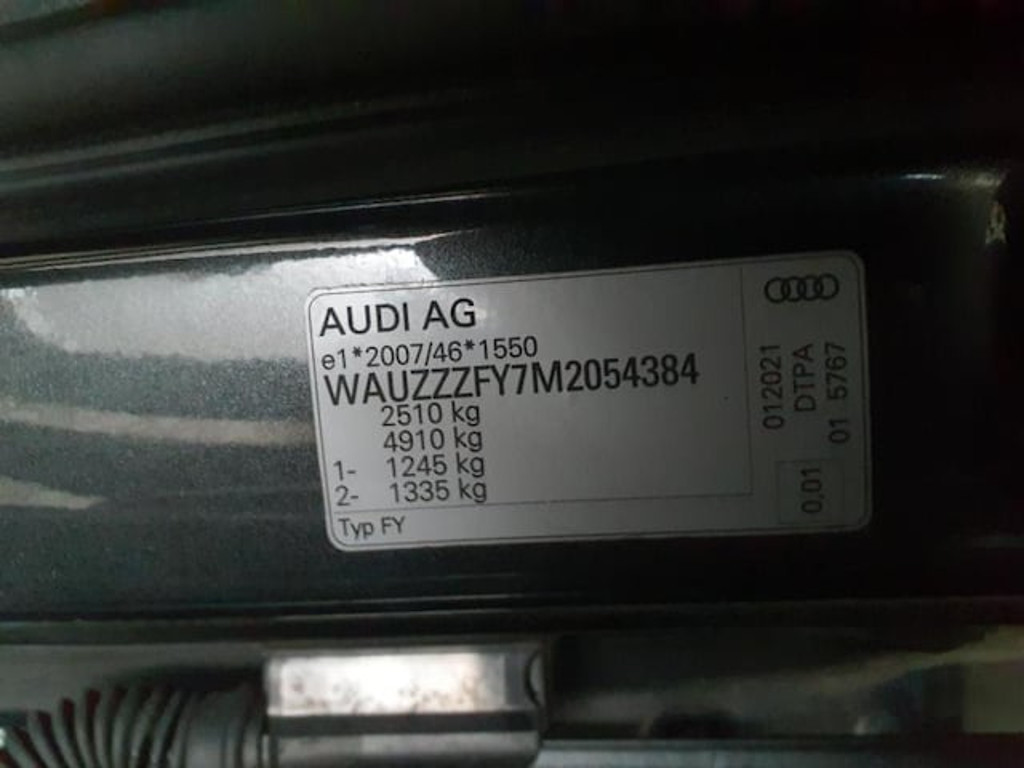 AUDI AG
e1*2007/46*1550
WAUZZZFY7M2054384
2510 kg
4910 kg
1- 1245 kg
2- 1335 kg
Typ FY
012021
DTPA
01 5767
0.01